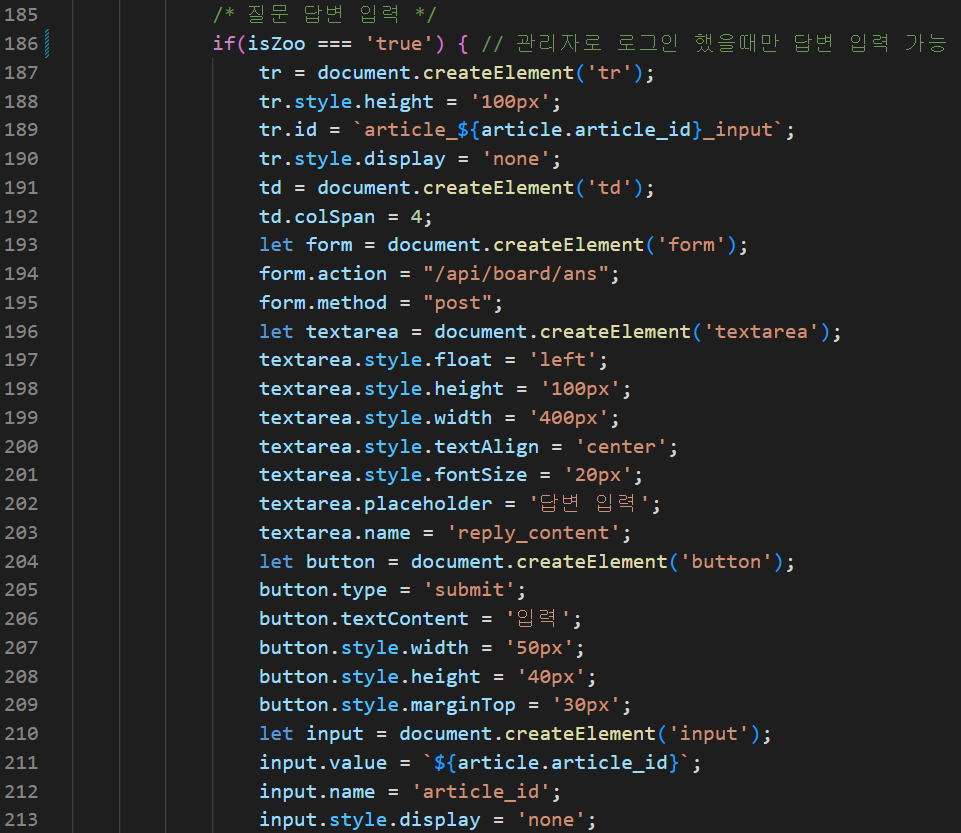 185 /* 질문 답변 입력 */
186 if(isZoo === 'true') { // 관리자로 로그인 했을때만 답변 입력 가능
187 tr = document.createElement('tr');
188 tr.style.height = '100px';
189 tr.id = `article_${article.article_id}_input`;
190 tr.style.display = 'none';
191 td = document.createElement('td');
192 td.colSpan = 4;
193 let form = document.createElement('form');
194 form.action = "/api/board/ans";
195 form.method = "post";
196 let textarea = document.createElement('textarea');
197 textarea.style.float = 'left';
198 textarea.style.height = '100px';
199 textarea.style.width = '400px';
200 textarea.style.textAlign = 'center';
201 textarea.style.fontSize = '20px';
202 textarea.placeholder = '답변 입력';
203 textarea.name = 'reply_content';
204 let button = document.createElement('button');
205 button.type = 'submit';
206 button.textContent = '입력';
207 button.style.width = '50px';
208 button.style.height = '40px';
209 button.style.marginTop = '30px';
210 let input = document.createElement('input');
211 input.value = `${article.article_id}`;
212 input.name = 'article_id';
213 input.style.display = 'none';